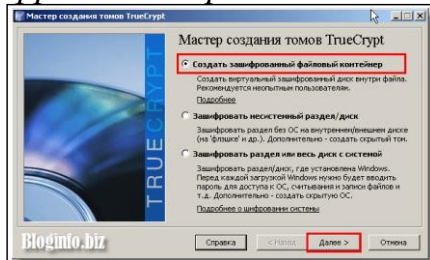 Мастер создания томов TrueCrypt
Мастер создания томов TrueCrypt
Создать зашифрованный файловый контейнер
Создать виртуальный зашифрованный диск внутри файла.
Рекомендуется неопытным пользователям.
Подробнее
Зашифровать несистемный раздел/диск
Зашифровать раздел без ОС на внутреннем/внешнем диске
(на 'флэшке' и др.). Дополнительно - создать скрытый том.
Зашифровать раздел или весь диск с системой
Зашифровать раздел/диск, где установлена Windows.
Перед каждой загрузкой Windows нужно будет вводить
пароль для доступа к ОС, считывания и записи файлов и
т.д. Дополнительно - создать скрытую ОС.
Подробнее о шифровании системы
TRUECRYPT
Bloginfo.biz
Справка
< Назад
Далее >
Отмена